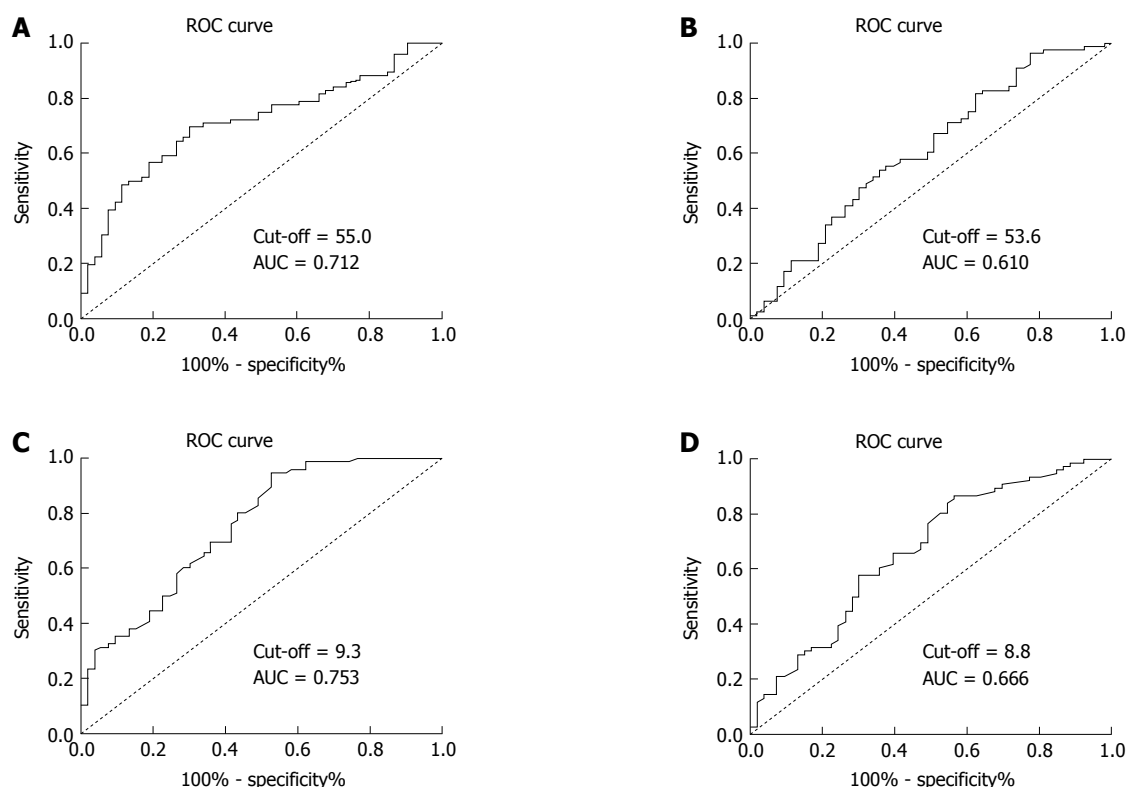 A
ROC curve
1.0
0.8
0.6
0.4
0.2
0.0
Sensitivity
Cut-off = 55.0
AUC = 0.712
0.0 0.2 0.4 0.6 0.8 1.0
100% - specificity%
B
ROC curve
1.0
0.8
0.6
0.4
0.2
0.0
Sensitivity
Cut-off = 53.6
AUC = 0.610
0.0 0.2 0.4 0.6 0.8 1.0
100% - specificity%
C
ROC curve
1.0
0.8
0.6
0.4
0.2
0.0
Sensitivity
Cut-off = 9.3
AUC = 0.753
0.0 0.2 0.4 0.6 0.8 1.0
100% - specificity%
D
ROC curve
1.0
0.8
0.6
0.4
0.2
0.0
Sensitivity
Cut-off = 8.8
AUC = 0.666
0.0 0.2 0.4 0.6 0.8 1.0
100% - specificity%